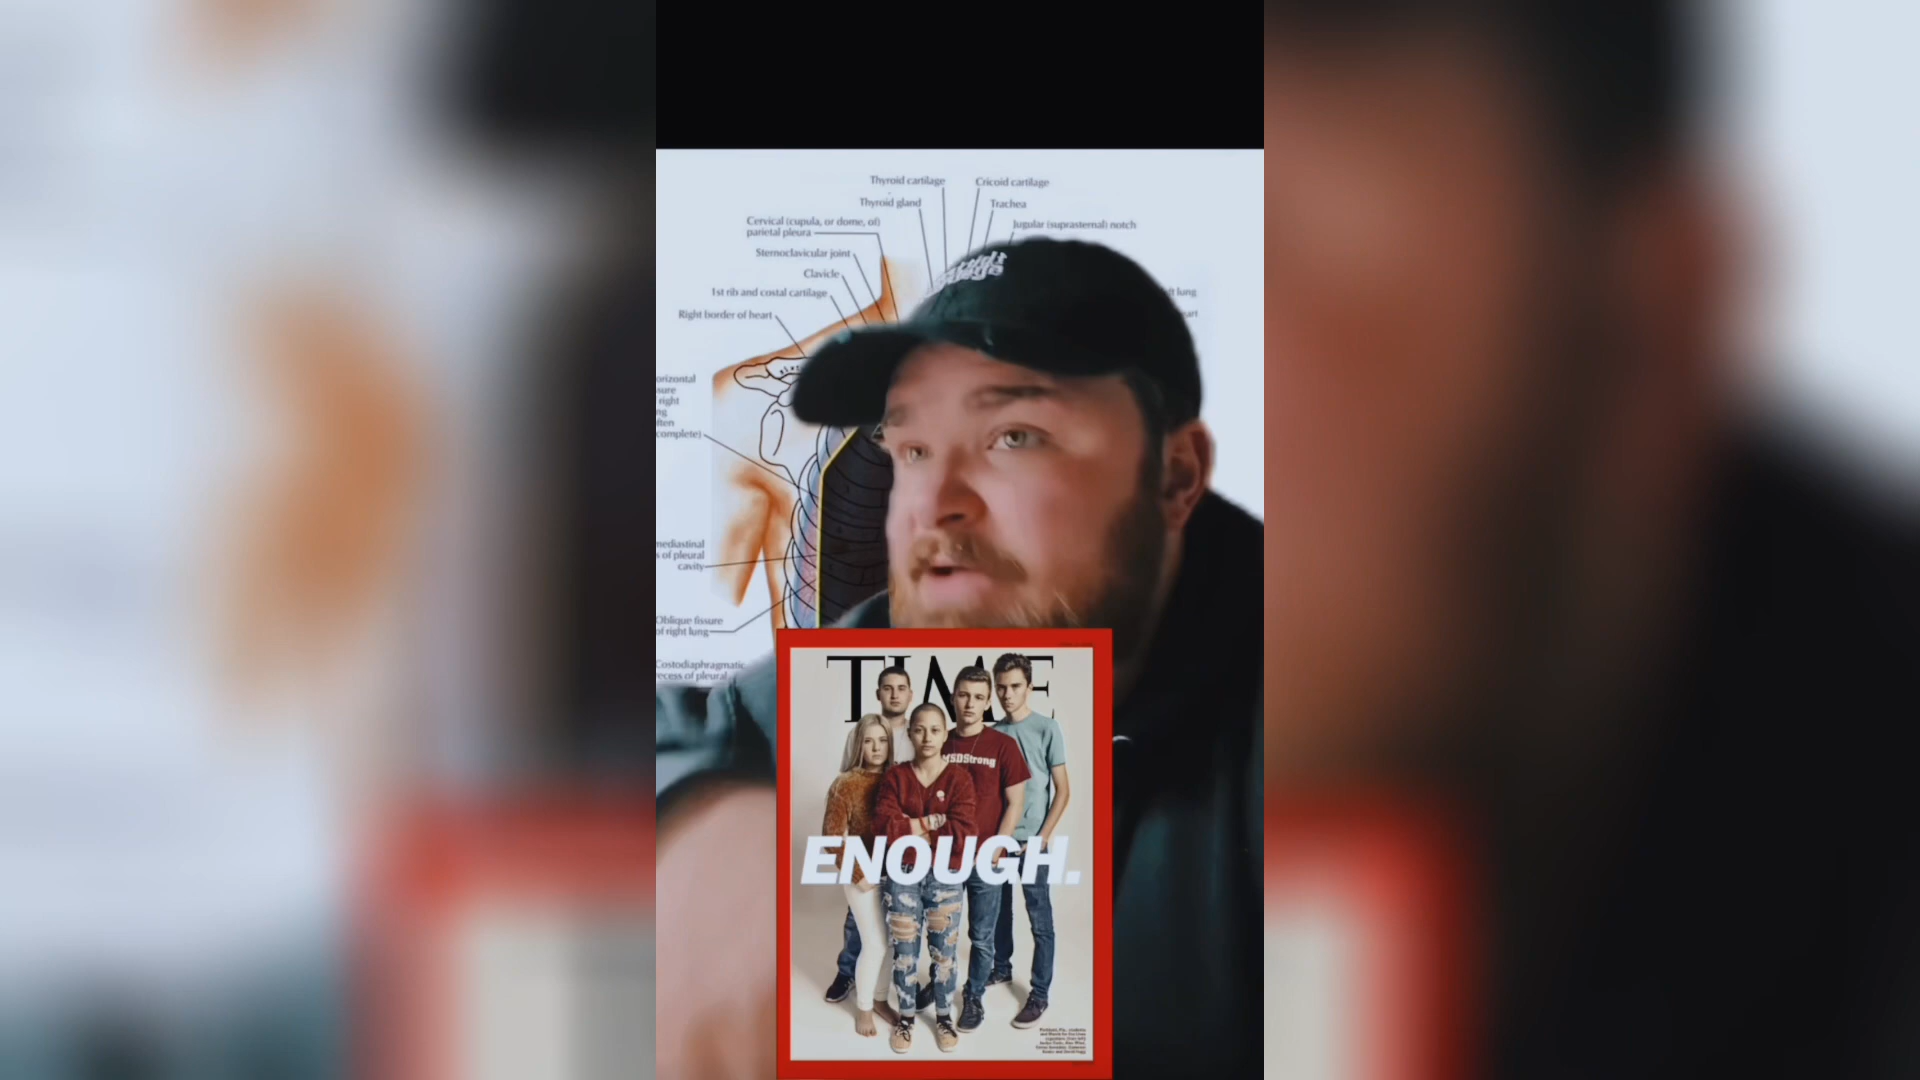 Thyroid cartilage
Cricoid cartilage
Thyroid gland
Trachea
Cervical (cupula, or dome, of)
parietal pleura
Jugular (suprasternal) notch
Sternoclavicular joint
Clavicle
1st rib and costal cartilage
lung
Right border of heart
orizontal
sure
right
ng
ften
complete)
mediastinal
s of pleural
cavity
Oblique fissure
of right lung
Costodiaphragmatic
recess of pleural
TIME
MSDStrong
ENOUGH.